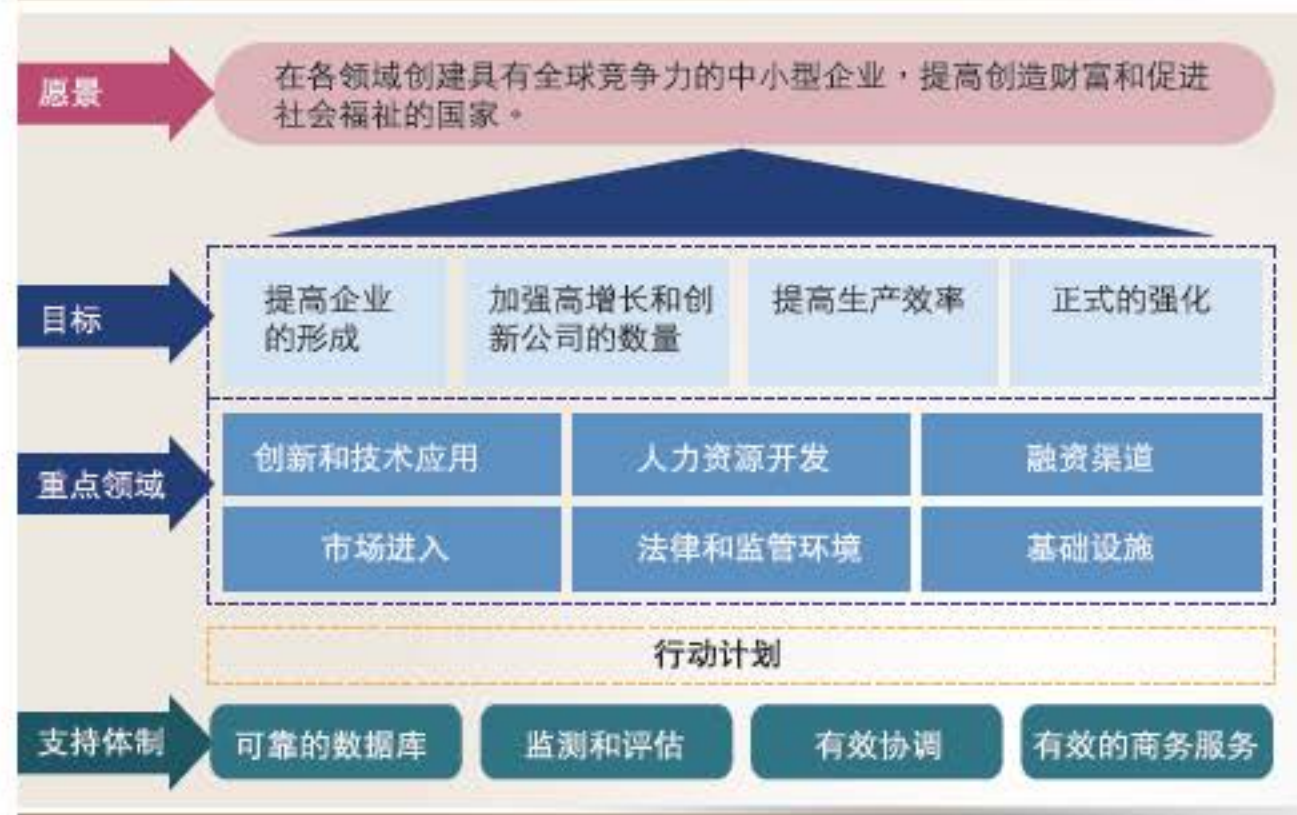 愿景
在各领域创建具有全球竞争力的中小型企业，提高创造财富和促进
社会福祉的国家。
目标
提高企业
的形成
加强高增长和创
新公司的数量
提高生产效率
正式的强化
重点领域
创新和技术应用
人力资源开发
融资渠道
市场进入
法律和监管环境
基础设施
行动计划
支持体制
可靠的数据库
监测和评估
有效协调
有效的商务服务